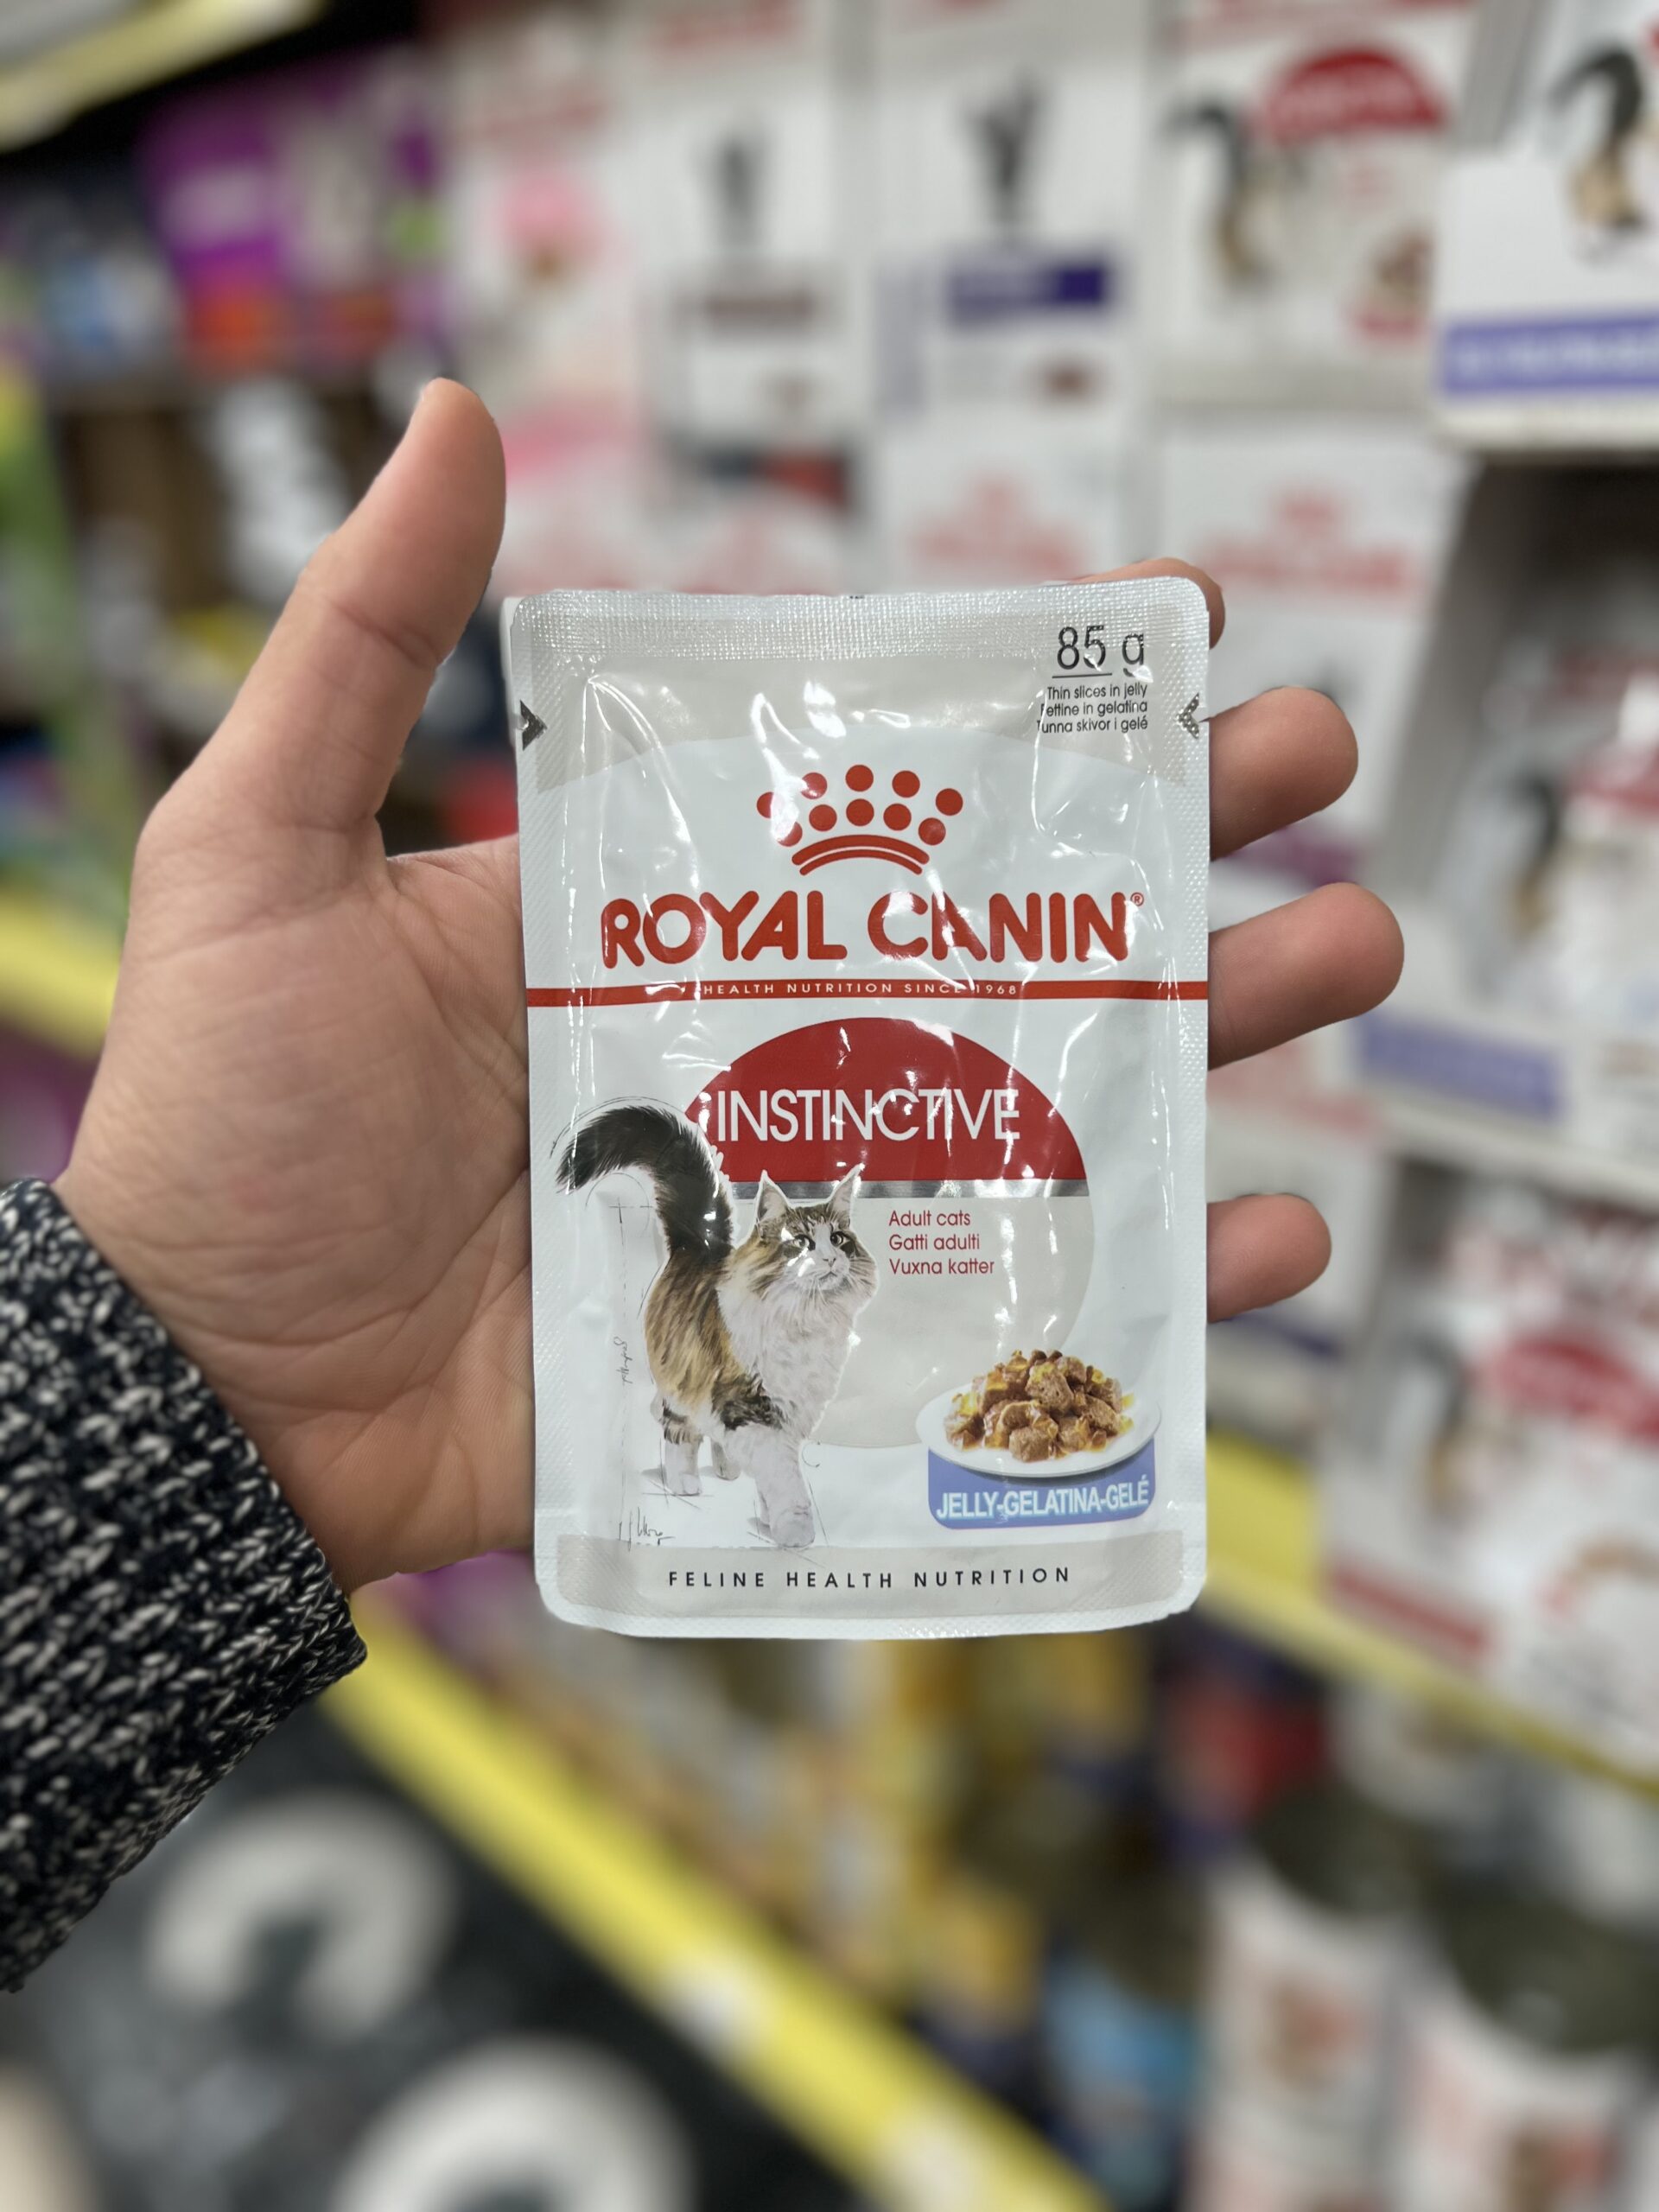 85 g
Thin slices in jelly
Fettine in gelatina
Tunna skivor i gelé
ROYAL CANIN®
HEALTH NUTRITION SINCE 1968
INSTINCTIVE
Adult cats
Gatti adulti
Vuxna katter
JELLY-GELATINA-GELÉ
FELINE HEALTH NUTRITION